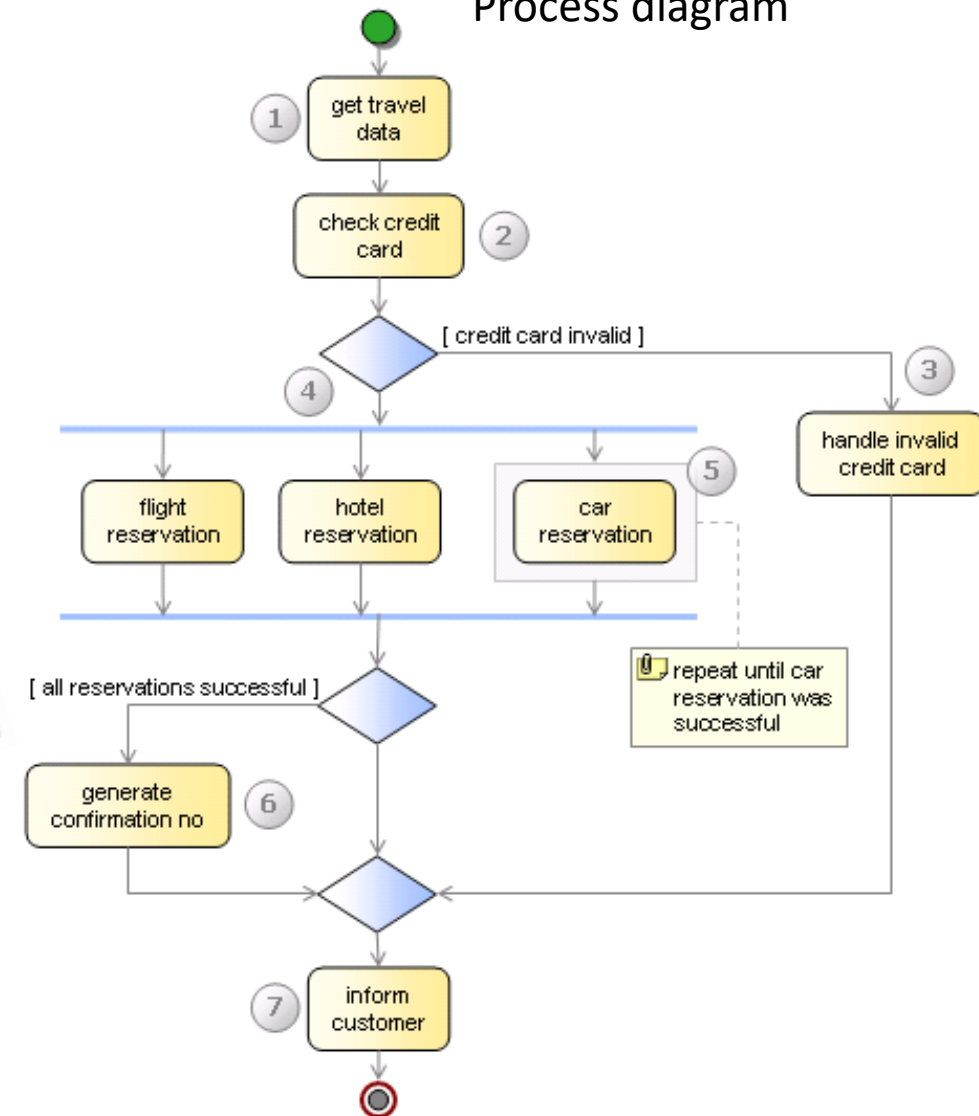 Process diagram
get travel
data
1
check credit
card
2
[ credit card invalid ]
3
4
handle invalid
credit card
5
flight
reservation
hotel
reservation
car
reservation
repeat until car
reservation was
successful
[ all reservations successful ]
generate
confirmation no
6
7
inform
customer